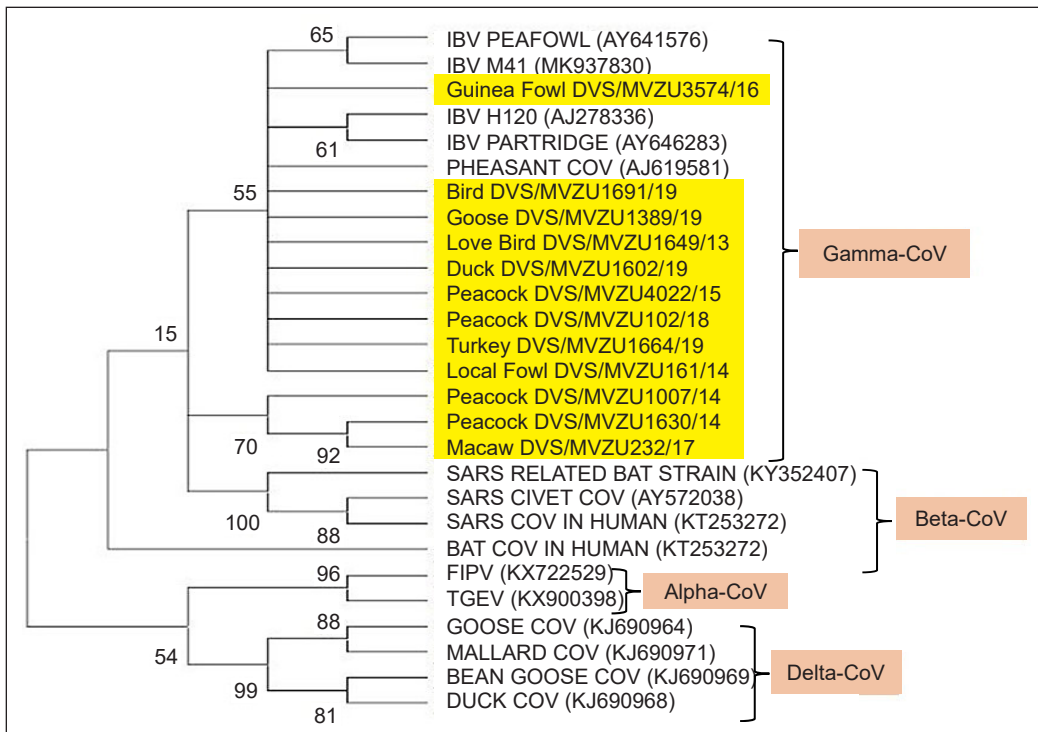 65
IBV PEAFOWL (AY641576)
IBV M41 (MK937830)
Guinea Fowl DVS/MVZU3574/16
IBV H120 (AJ278336)
61
IBV PARTRIDGE (AY646283)
PHEASANT COV (AJ619581)
55
Bird DVS/MVZU1691/19
Goose DVS/MVZU1389/19
Love Bird DVS/MVZU1649/13
Gamma-CoV
Duck DVS/MVZU1602/19
Peacock DVS/MVZU4022/15
Peacock DVS/MVZU102/18
15
Turkey DVS/MVZU1664/19
Local Fowl DVS/MVZU161/14
Peacock DVS/MVZU1007/14
Peacock DVS/MVZU1630/14
70
92
Macaw DVS/MVZU232/17
SARS RELATED BAT STRAIN (KY352407)
SARS CIVET COV (AY572038)
100
SARS COV IN HUMAN (KT253272)
Beta-CoV
88
BAT COV IN HUMAN (KT253272)
96
FIPV (KX722529)
TGEV (KX900398)
Alpha-CoV
88
GOOSE COV (KJ690964)
54
MALLARD COV (KJ690971)
Delta-CoV
BEAN GOOSE COV (KJ690969)
99
DUCK COV (KJ690968)
81